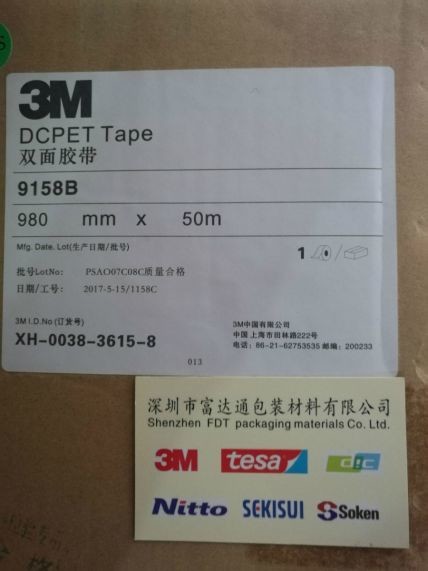 3M
DCPET Tape
双面胶带
9158B
980 mm x 50m
Mfg. Date. Lot(生产日期/批号)
1
批号LotNo: PSAO07C08C质量合格
日期/工号: 2017-5-15/1158C
3M I.D.No (订货号)
XH-0038-3615-8
3M中国有限公司
中国 上海市田林路222号
电话: 86-21-62753535 邮编: 200233
013
深圳市富达通包装材料有限公司
Shenzhen FDT packaging materials Co. Ltd.
3M tesa dic
Nitto SEKISUI Soken